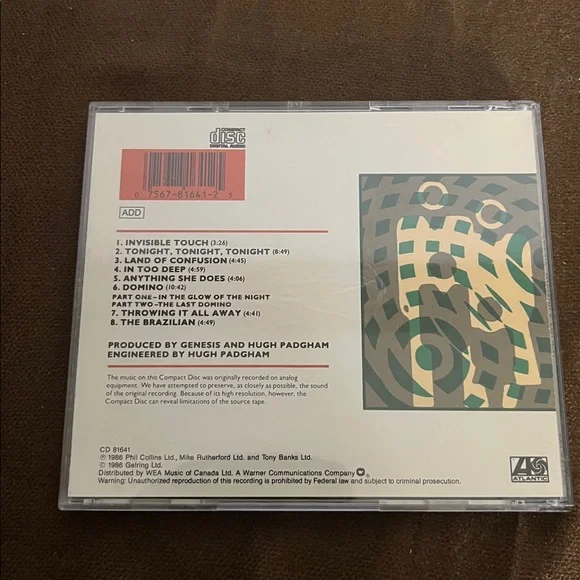 COMPACT
disc
DIGITAL AUDIO
0 7567-81641-2 5
ADD
1. INVISIBLE TOUCH (3:26)
2. TONIGHT, TONIGHT, TONIGHT (8:49)
3. LAND OF CONFUSION (4:45)
4. IN TOO DEEP (4:59)
5. ANYTHING SHE DOES (4:06)
6. DOMINO (10:42)
PART ONE–IN THE GLOW OF THE NIGHT
PART TWO–THE LAST DOMINO
7. THROWING IT ALL AWAY (4:41)
8. THE BRAZILIAN (4:49)
PRODUCED BY GENESIS AND HUGH PADGHAM
ENGINEERED BY HUGH PADGHAM
The music on this Compact Disc was originally recorded on analog
equipment. We have attempted to preserve, as closely as possible, the sound
of the original recording. Because of its high resolution, however, the
Compact Disc can reveal limitations of the source tape.
CD 81641
℗ 1986 Phil Collins Ltd., Mike Rutherford Ltd. and Tony Banks Ltd.
© 1986 Gelring Ltd.
Distributed by WEA Music of Canada Ltd. A Warner Communications Company ®.
Warning: Unauthorized reproduction of this recording is prohibited by Federal law and subject to criminal prosecution.
ATLANTIC